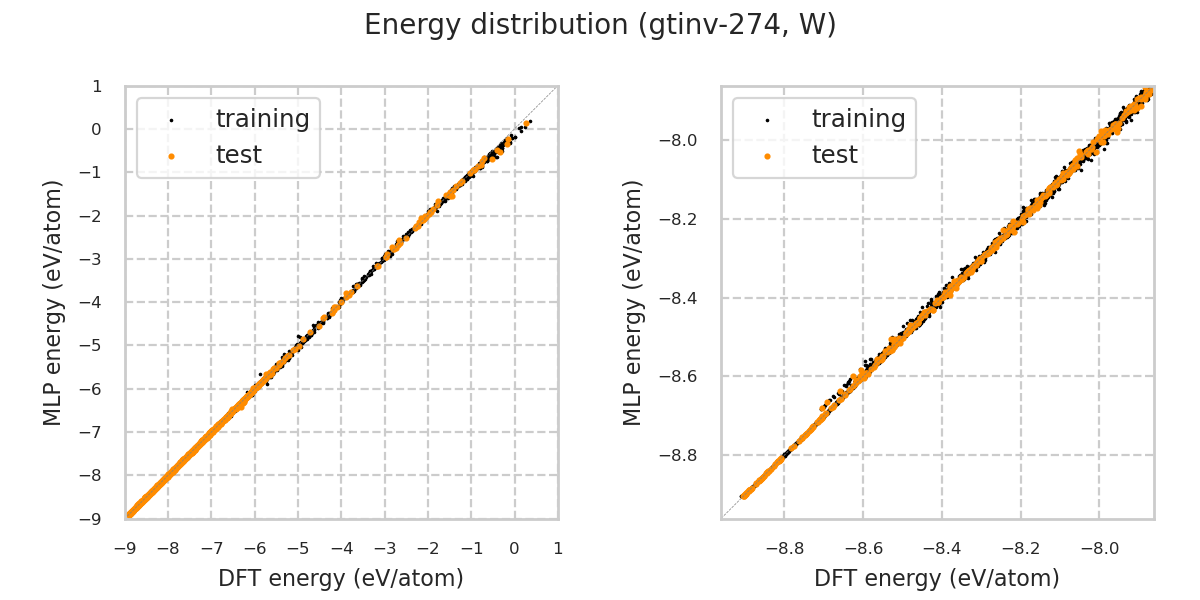 Energy distribution (gtinv-274, W)
training
test
1
0
−1
−2
−3
−4
−5
−6
−7
−8
−9
MLP energy (eV/atom)
−9 −8 −7 −6 −5 −4 −3 −2 −1 0 1
DFT energy (eV/atom)
training
test
−8.0
−8.2
−8.4
−8.6
−8.8
MLP energy (eV/atom)
−8.8 −8.6 −8.4 −8.2 −8.0
DFT energy (eV/atom)